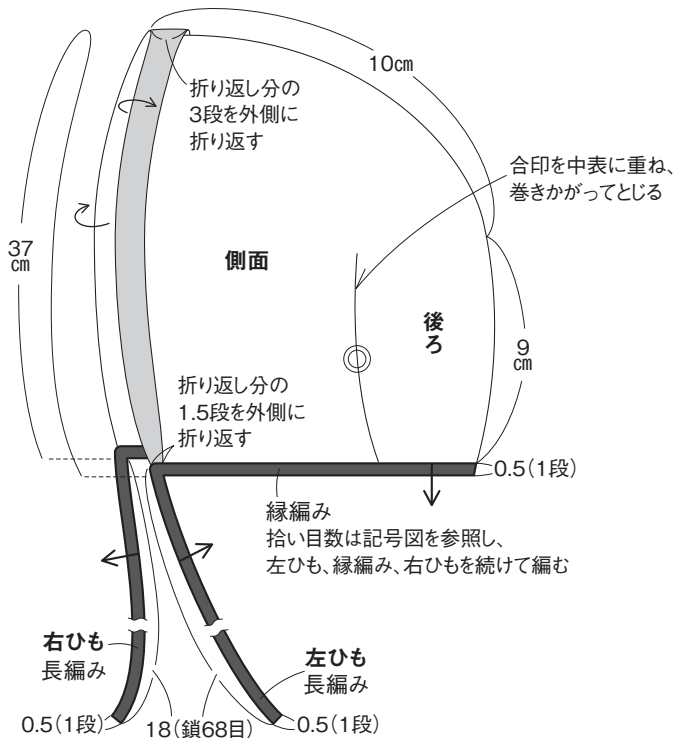 10㎝
折り返し分の
3段を外側に
折り返す
合印を中表に重ね、
巻きかがってとじる
37
㎝
側面
後ろ
9
㎝
折り返し分の
1.5段を外側に
折り返す
0.5(1段)
縁編み
拾い目数は記号図を参照し、
左ひも、縁編み、右ひもを続けて編む
右ひも
長編み
左ひも
長編み
0.5(1段)
18(鎖68目)
0.5(1段)